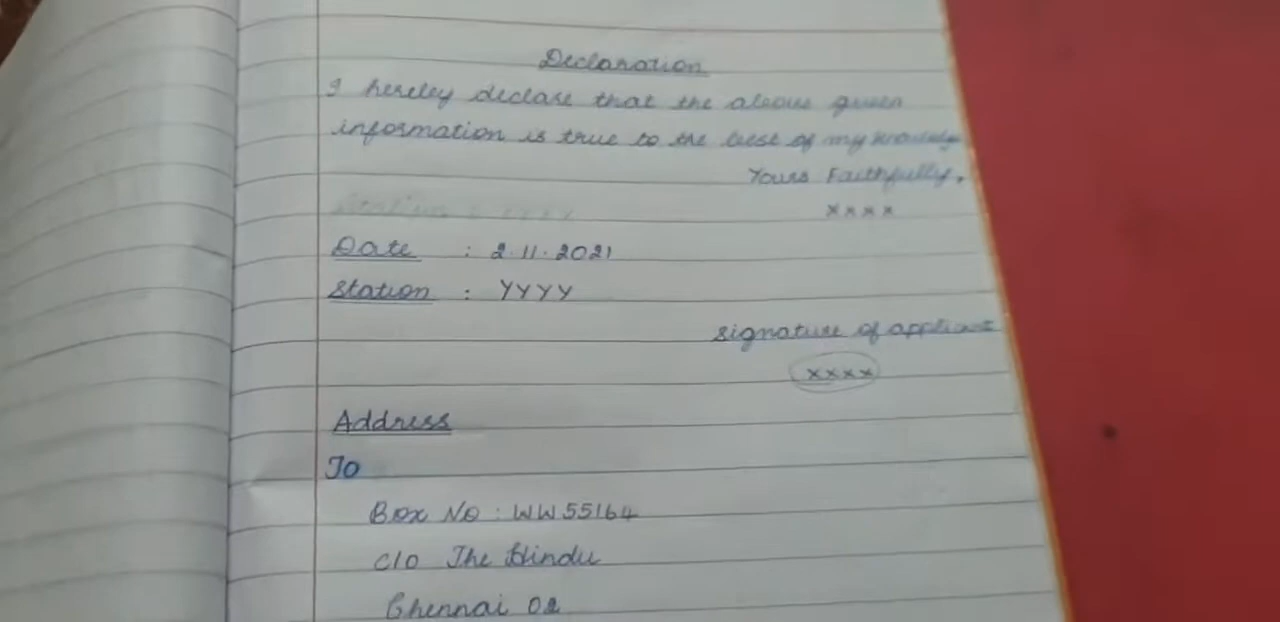 Declaration
I hereby declare that the above given
information is true to the best of my knowledge
Yours Faithfully,
xxxx
Date : 2.11.2021
Station : YYYY
signature of applicant
xxxx
Address
To
Box No : WW55164
C/O The Hindu
Chennai 02